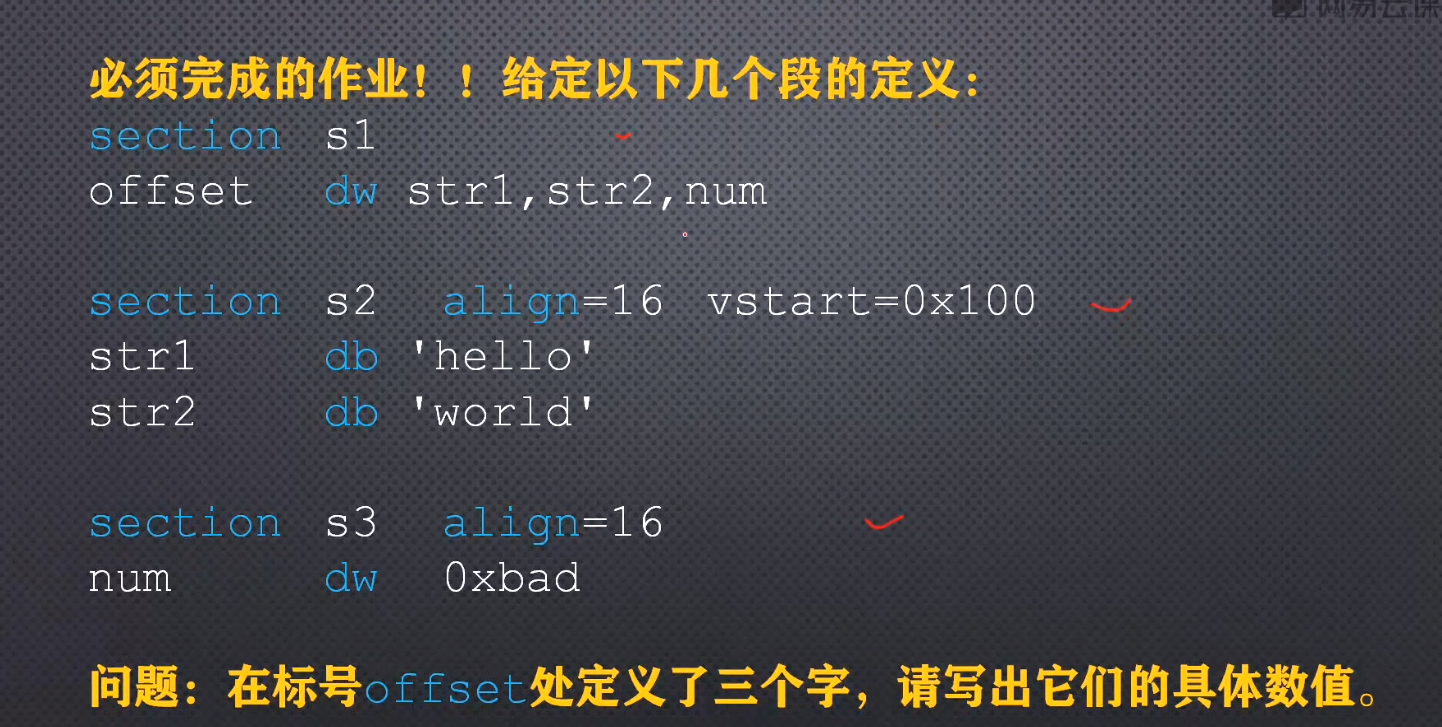 网易云课
必须完成的作业！！给定以下几个段的定义：
section s1
offset dw str1,str2,num
section s2 align=16 vstart=0x100
str1 db 'hello'
str2 db 'world'
section s3 align=16
num dw 0xbad
问题：在标号offset处定义了三个字，请写出它们的具体数值。